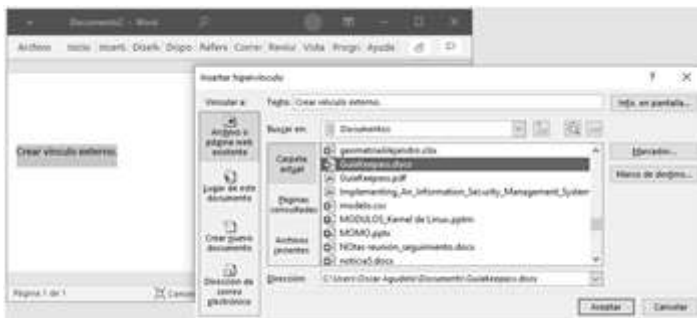 Documento2 - Word
Archivo Inicio Insert Diseñ Dispo Refere Corre Revisi Vista Progr Ayuda
Insertar hipervínculo
? ×
Vincular a:
Texto: Crear vínculo externo.
Info. en pantalla...
Archivo o página web existente
Buscar en: Documentos
Crear vínculo externo.
Carpeta actual
geometriaAlejandro.xlsx
GuiaKeepass.docx
Marcador...
GuiaKeepass.pdf
Marco de destino...
Lugar de este documento
Implementing_An_Information_Security_Management_System
Páginas consultadas
modelo.csv
MODULOS_Kernel de Linux.pptm
Crear nuevo documento
MOMO.pptx
Archivos recientes
NOtas reunión_seguimiento.docx
noticia5.docx
Dirección de correo electrónico
Dirección: C:\Users\Oscar Agudelo\Documents\GuiaKeepass.docx
Página 1 de 1
Aceptar Cancelar